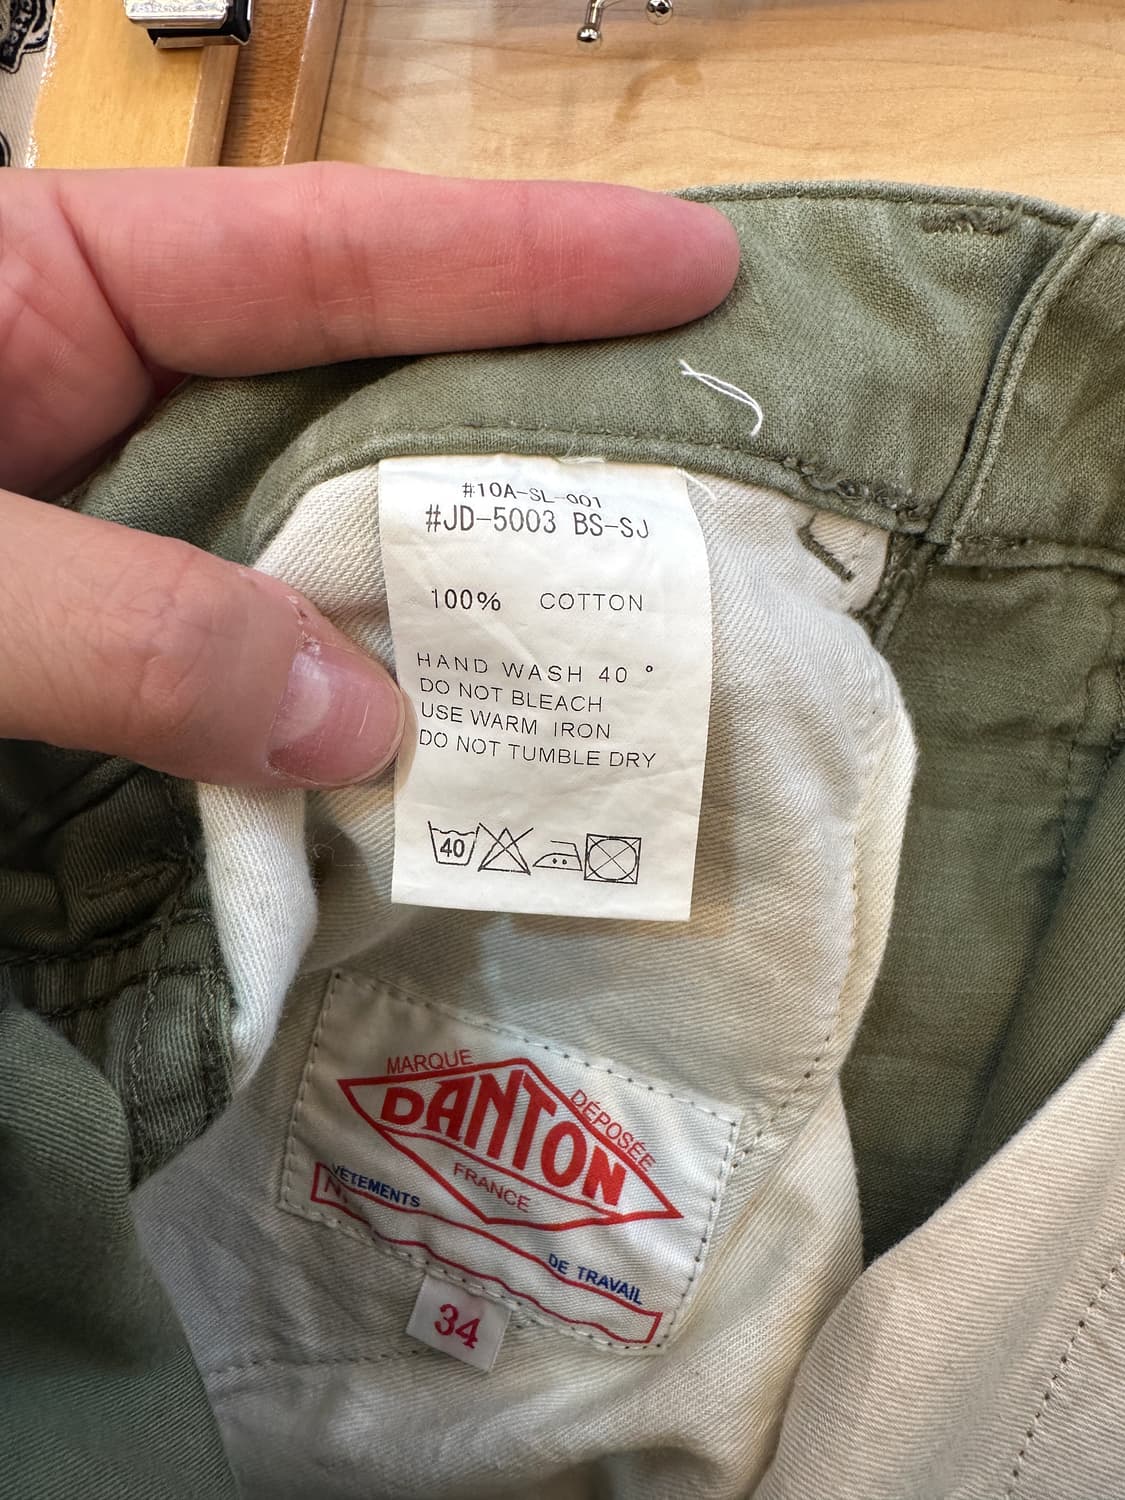 #10A-SL-001
#JD-5003 BS-SJ
100% COTTON
HAND WASH 40 °
DO NOT BLEACH
USE WARM IRON
DO NOT TUMBLE DRY
40
MARQUE
DÉPOSÉE
DANTON
FRANCE
VÊTEMENTS
DE TRAVAIL
34